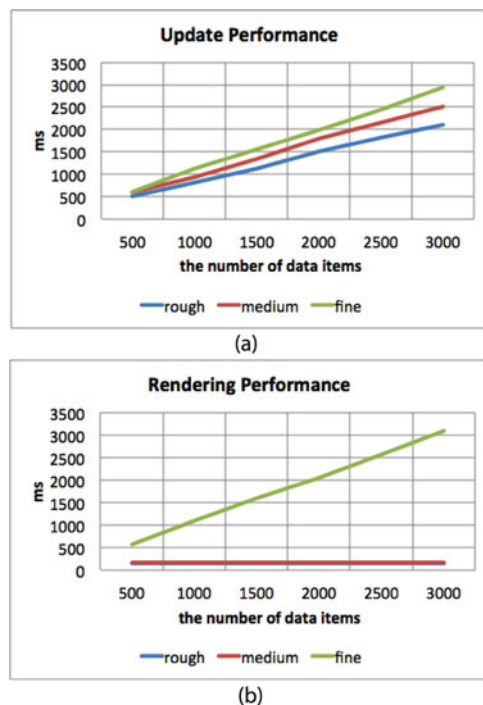 Update Performance
3500
3000
2500
2000
1500
1000
500
0
ms
500 1000 1500 2000 2500 3000
the number of data items
rough medium fine
(a)
Rendering Performance
3500
3000
2500
2000
1500
1000
500
0
ms
500 1000 1500 2000 2500 3000
the number of data items
rough medium fine
(b)